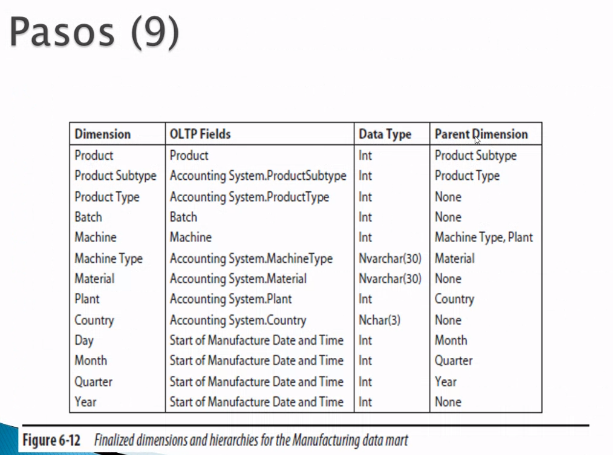 Pasos (9)
Dimension OLTP Fields Data Type Parent Dimension
Product Product Int Product Subtype
Product Subtype Accounting System.ProductSubtype Int Product Type
Product Type Accounting System.ProductType Int None
Batch Batch Int None
Machine Machine Int Machine Type, Plant
Machine Type Accounting System.MachineType Nvarchar(30) Material
Material Accounting System.Material Nvarchar(30) None
Plant Accounting System.Plant Int Country
Country Accounting System.Country Nchar(3) None
Day Start of Manufacture Date and Time Int Month
Month Start of Manufacture Date and Time Int Quarter
Quarter Start of Manufacture Date and Time Int Year
Year Start of Manufacture Date and Time Int None
Figure 6-12 Finalized dimensions and hierarchies for the Manufacturing data mart